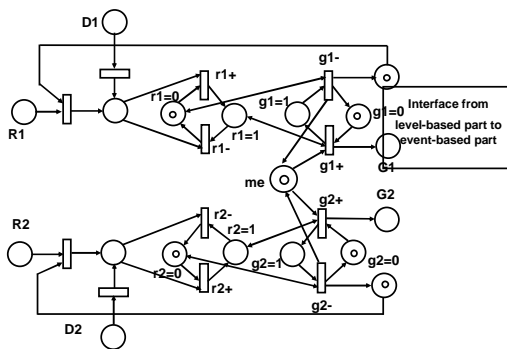 D1
g1-
r1+
r1=0
g1=1
g1=0
Interface from
level-based part to
event-based part
R1
r1=1
r1-
g1+
G1
me
R2
r2-
r2=1
g2+
G2
r2=0
g2=1
g2=0
r2+
g2-
D2